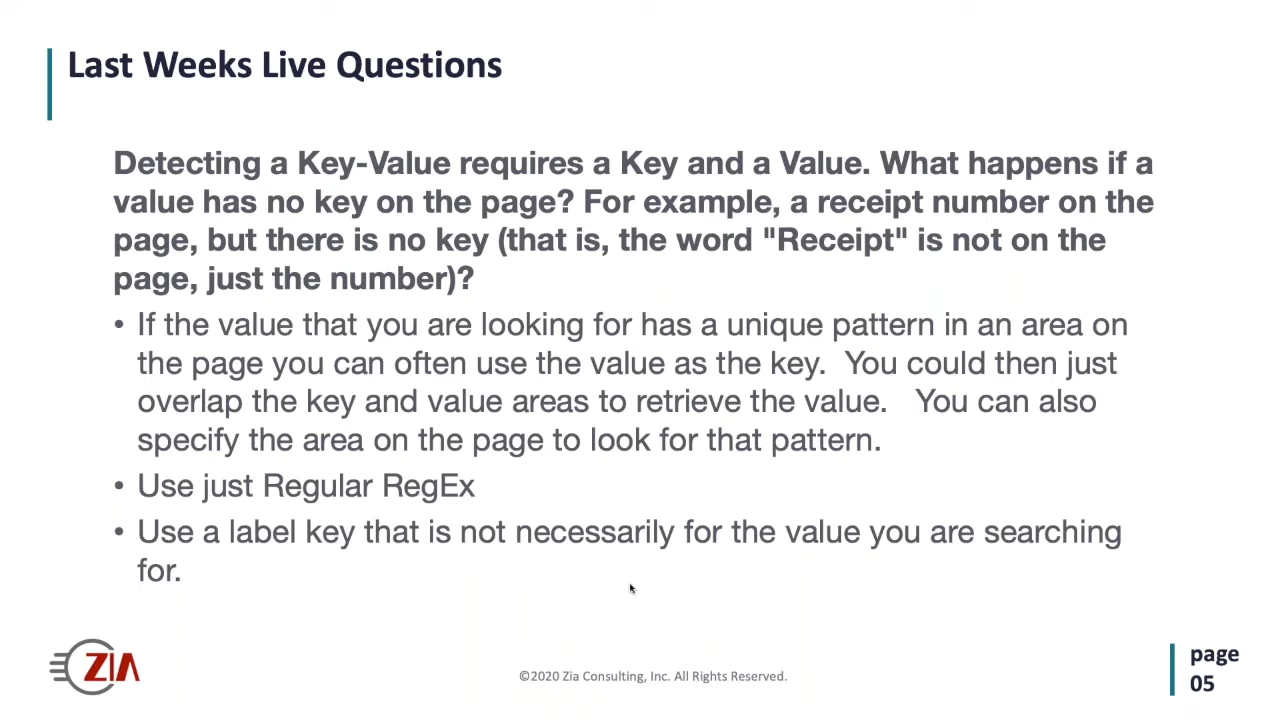 Last Weeks Live Questions
Detecting a Key-Value requires a Key and a Value. What happens if a
value has no key on the page? For example, a receipt number on the
page, but there is no key (that is, the word "Receipt" is not on the
page, just the number)?
• If the value that you are looking for has a unique pattern in an area on
the page you can often use the value as the key.  You could then just
overlap the key and value areas to retrieve the value.   You can also
specify the area on the page to look for that pattern.
• Use just Regular RegEx
• Use a label key that is not necessarily for the value you are searching
for.
ZIA
©2020 Zia Consulting, Inc. All Rights Reserved.
page
05